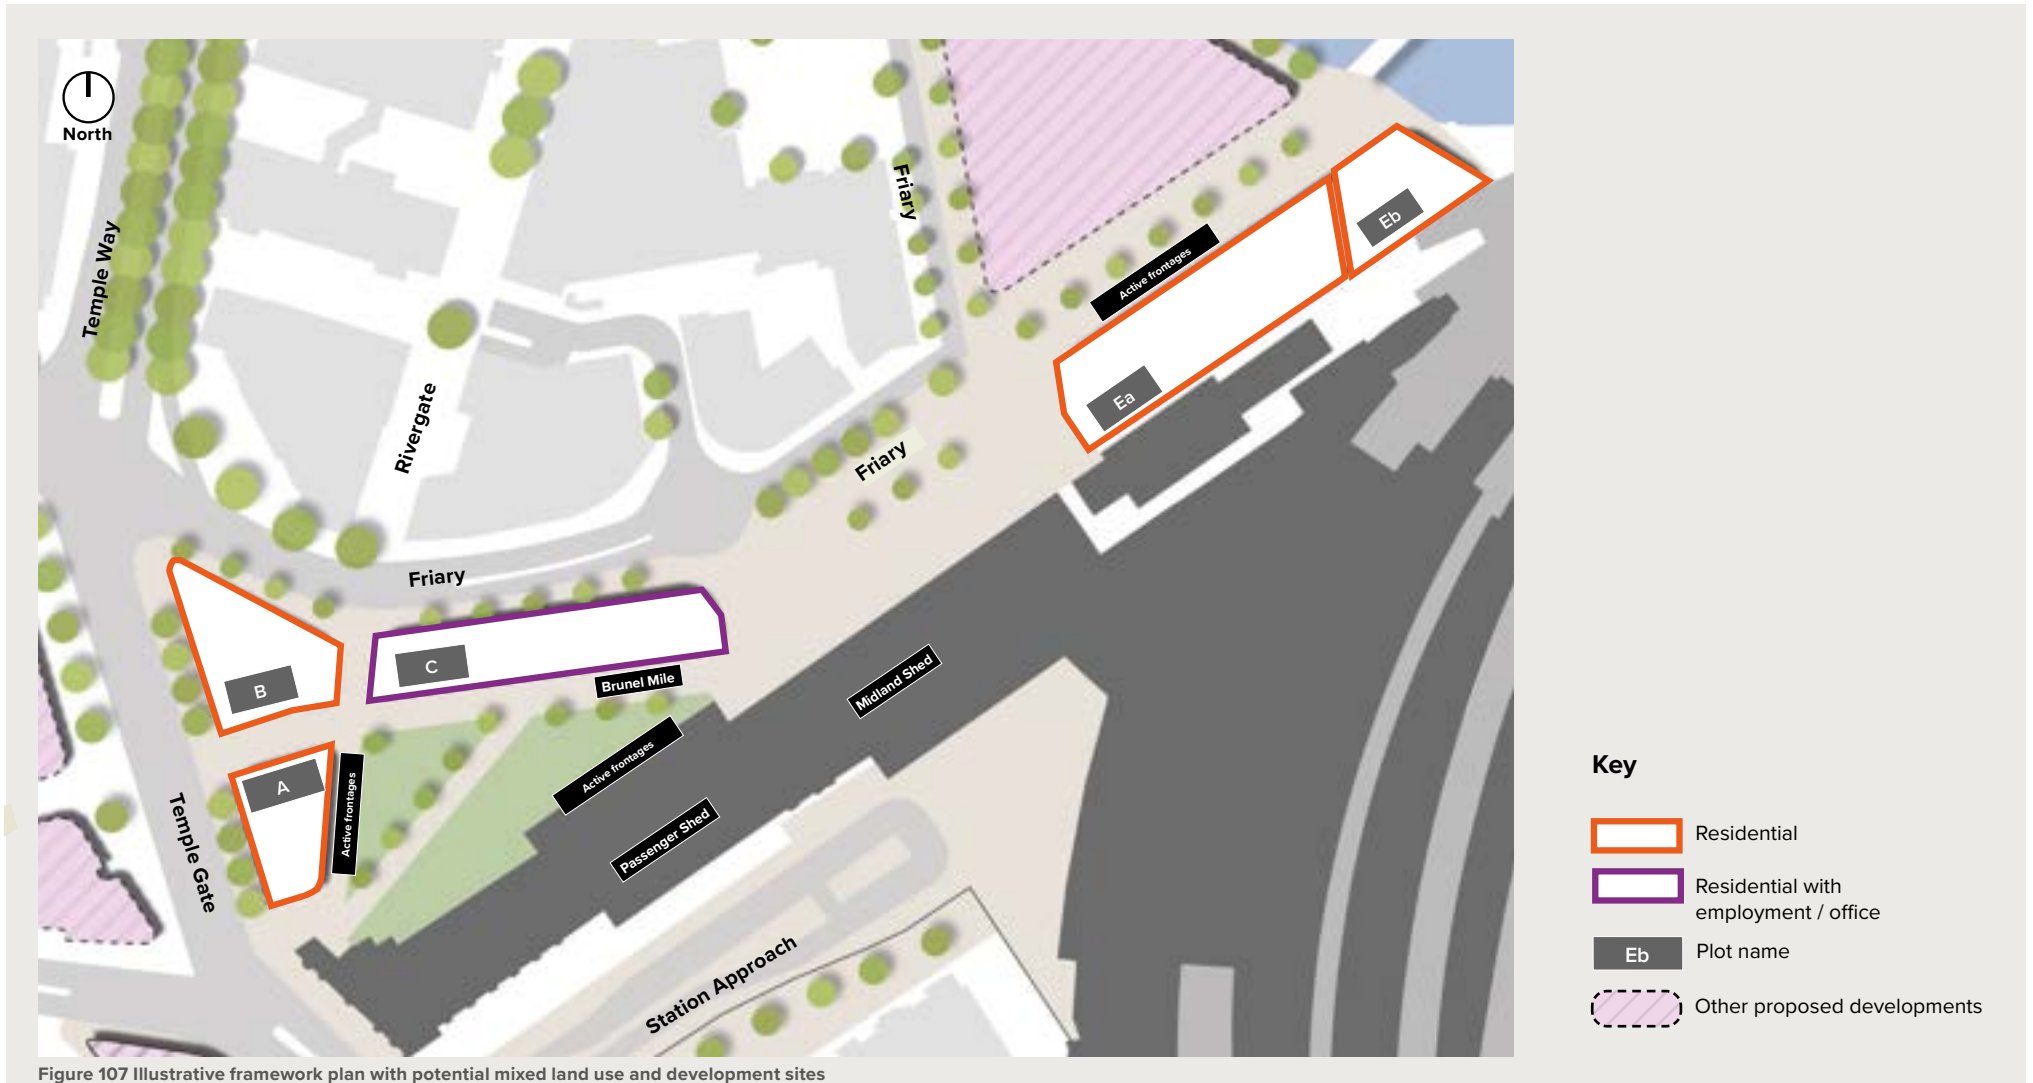 North
Temple Way
Rivergate
Friary
Active frontages
Eb
Ea
Friary
Friary
C
B
Brunel Mile
Midland Shed
A
Active frontages
Active frontages
Passenger Shed
Temple Gate
Station Approach
Key
Residential
Residential with
employment / office
Eb
Plot name
Other proposed developments
Figure 107 Illustrative framework plan with potential mixed land use and development sites